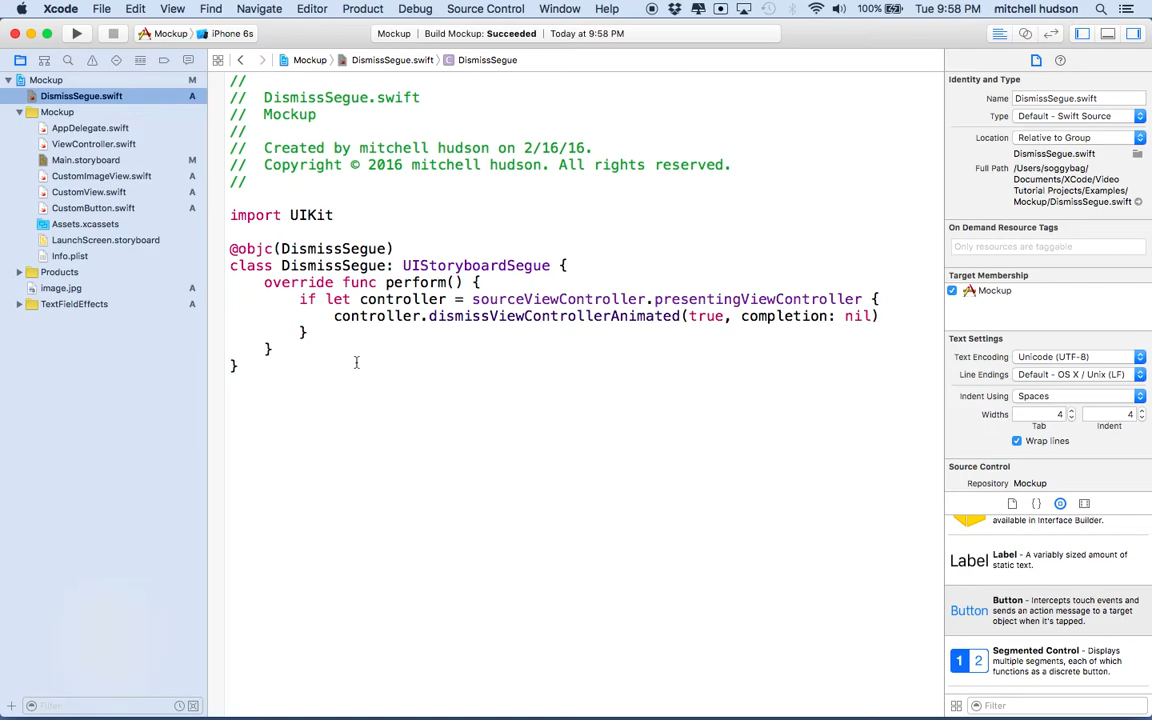 Xcode File Edit View Find Navigate Editor Product Debug Source Control Window Help 100% Tue 9:58 PM mitchell hudson
Mockup iPhone 6s Mockup Build Mockup: Succeeded Today at 9:58 PM
Mockup DismissSegue.swift DismissSegue
Mockup M
DismissSegue.swift A
Mockup
AppDelegate.swift
ViewController.swift
Main.storyboard M
CustomImageView.swift A
CustomView.swift A
CustomButton.swift A
Assets.xcassets
LaunchScreen.storyboard
Info.plist
Products
image.jpg A
TextFieldEffects A
Filter
//
// DismissSegue.swift
// Mockup
//
// Created by mitchell hudson on 2/16/16.
// Copyright © 2016 mitchell hudson. All rights reserved.
//
import UIKit
@objc(DismissSegue)
class DismissSegue: UIStoryboardSegue {
override func perform() {
if let controller = sourceViewController.presentingViewController {
controller.dismissViewControllerAnimated(true, completion: nil)
}
}
}
Identity and Type
Name DismissSegue.swift
Type Default - Swift Source
Location Relative to Group
DismissSegue.swift
Full Path /Users/soggybag/
Documents/XCode/Video
Tutorial Projects/Examples/
Mockup/DismissSegue.swift
On Demand Resource Tags
Only resources are taggable
Target Membership
Mockup
Text Settings
Text Encoding Unicode (UTF-8)
Line Endings Default - OS X / Unix (LF)
Indent Using Spaces
Widths 4 4
Tab Indent
Wrap lines
Source Control
Repository Mockup
available in Interface Builder.
Label Label - A variably sized amount of
static text.
Button Button - Intercepts touch events and
sends an action message to a target
object when it's tapped.
1 2 Segmented Control - Displays
multiple segments, each of which
functions as a discrete button.
Filter